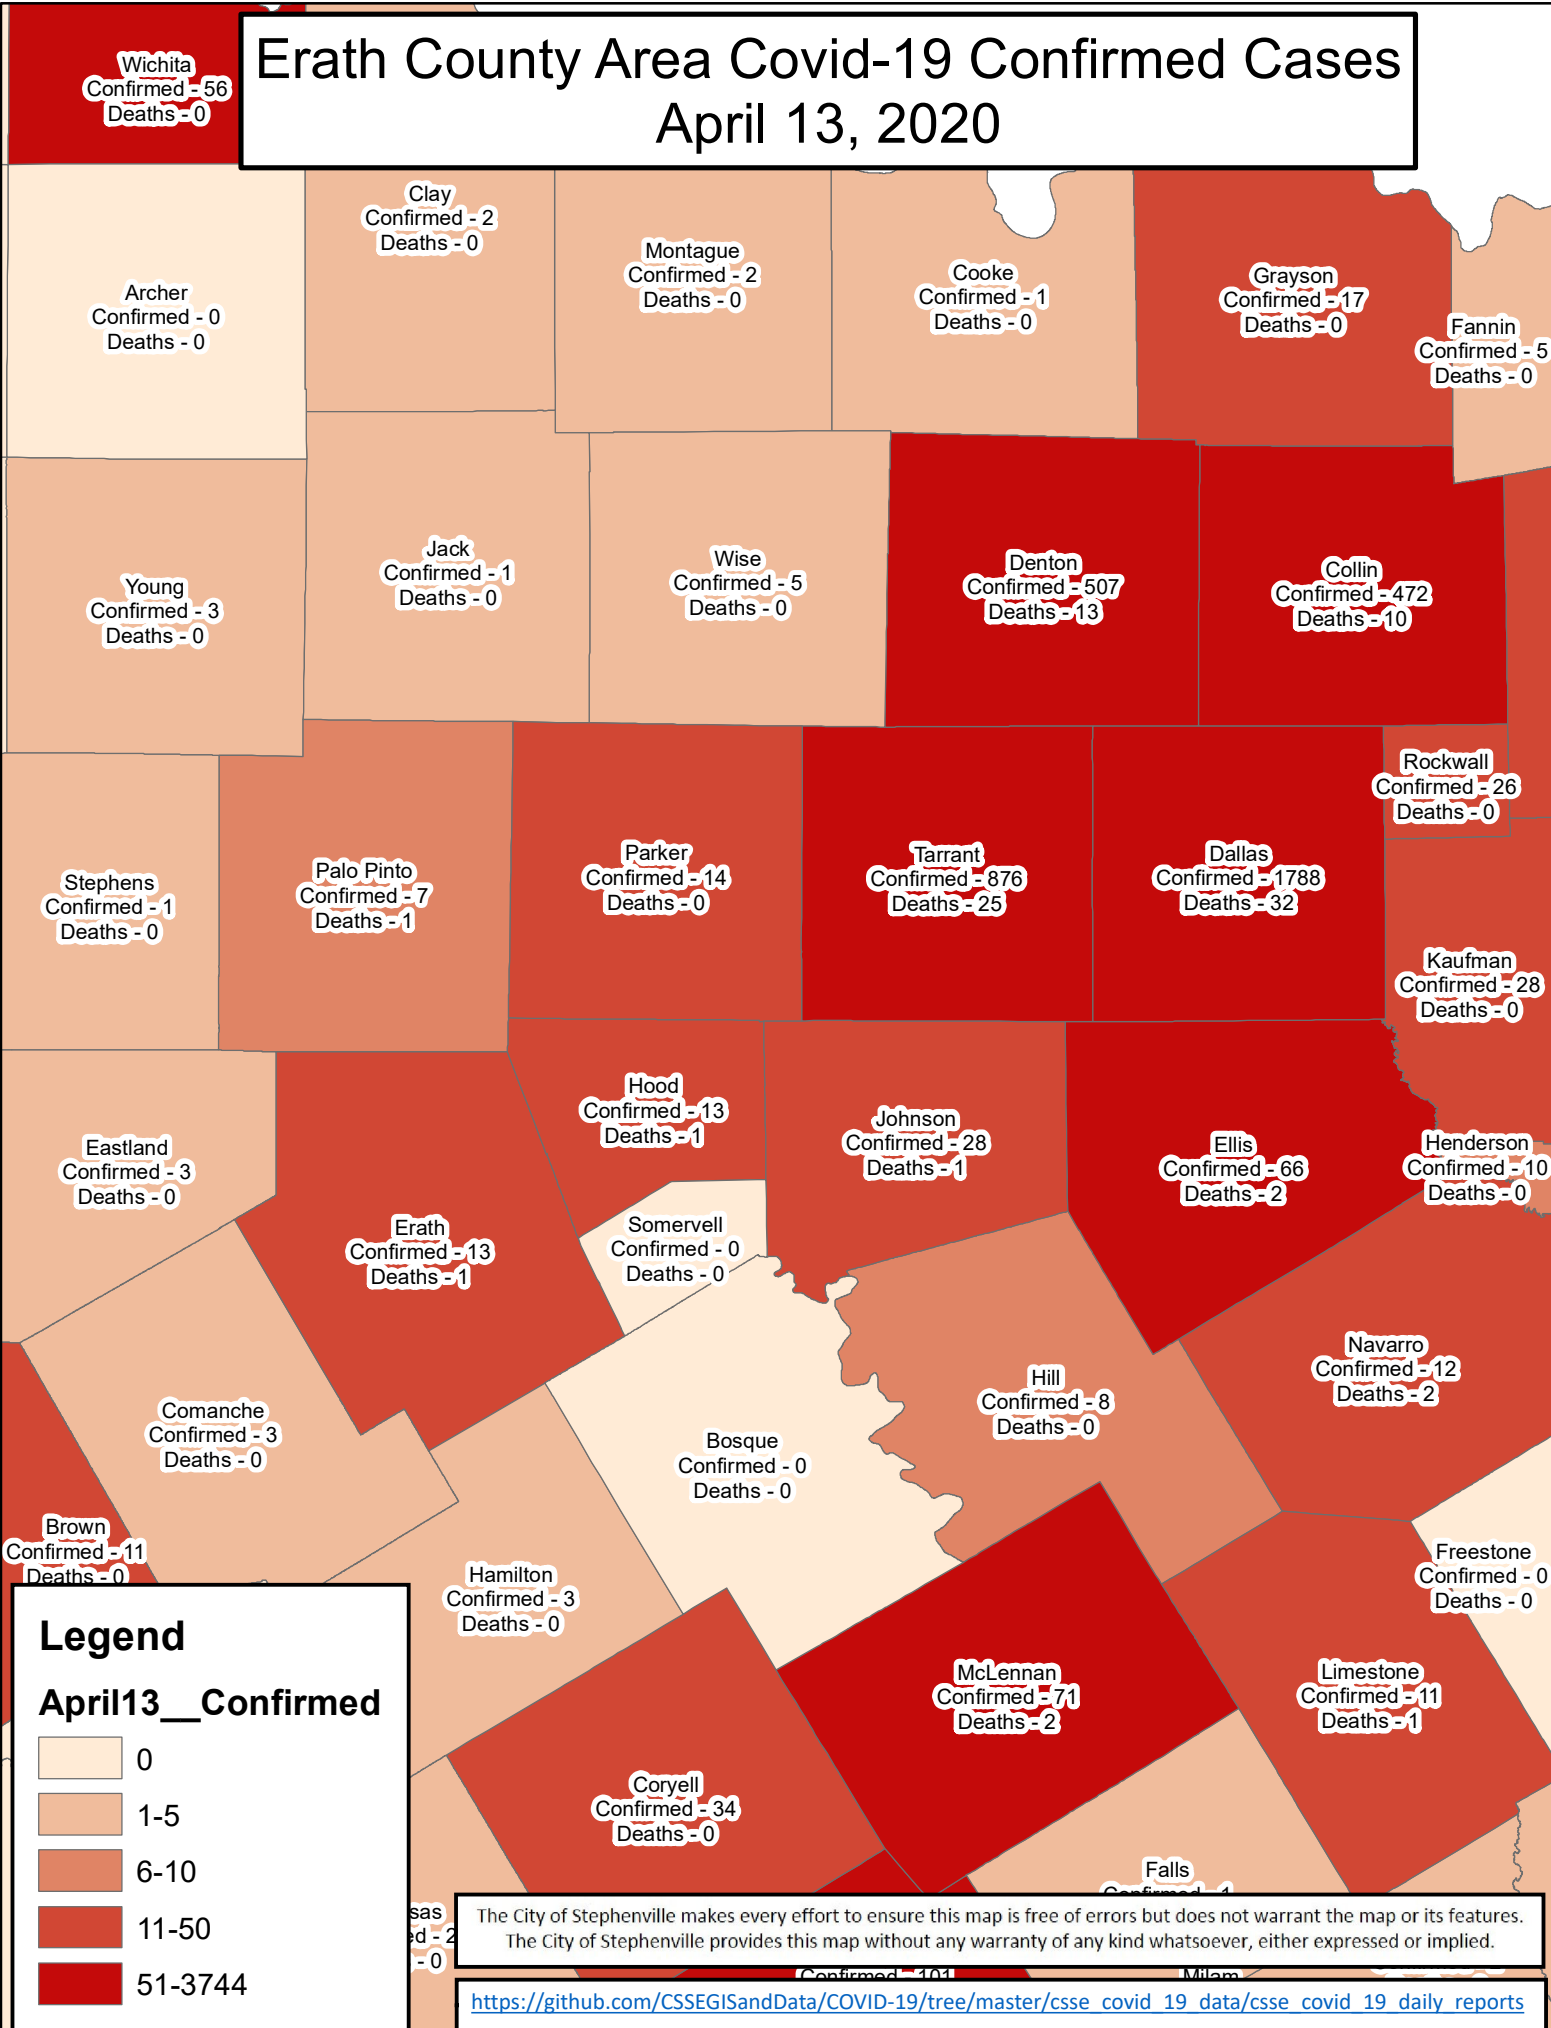 Erath County Area Covid-19 Confirmed Cases
April 13, 2020
Wichita
Confirmed - 56
Deaths - 0
Clay
Confirmed - 2
Deaths - 0
Montague
Confirmed - 2
Deaths - 0
Cooke
Confirmed - 1
Deaths - 0
Grayson
Confirmed - 17
Deaths - 0
Fannin
Confirmed - 5
Deaths - 0
Archer
Confirmed - 0
Deaths - 0
Young
Confirmed - 3
Deaths - 0
Jack
Confirmed - 1
Deaths - 0
Wise
Confirmed - 5
Deaths - 0
Denton
Confirmed - 507
Deaths - 13
Collin
Confirmed - 472
Deaths - 10
Rockwall
Confirmed - 26
Deaths - 0
Stephens
Confirmed - 1
Deaths - 0
Palo Pinto
Confirmed - 7
Deaths - 1
Parker
Confirmed - 14
Deaths - 0
Tarrant
Confirmed - 876
Deaths - 25
Dallas
Confirmed - 1788
Deaths - 32
Kaufman
Confirmed - 28
Deaths - 0
Eastland
Confirmed - 3
Deaths - 0
Hood
Confirmed - 13
Deaths - 1
Johnson
Confirmed - 28
Deaths - 1
Ellis
Confirmed - 66
Deaths - 2
Henderson
Confirmed - 10
Deaths - 0
Erath
Confirmed - 13
Deaths - 1
Somervell
Confirmed - 0
Deaths - 0
Navarro
Confirmed - 12
Deaths - 2
Hill
Confirmed - 8
Deaths - 0
Comanche
Confirmed - 3
Deaths - 0
Bosque
Confirmed - 0
Deaths - 0
Brown
Confirmed - 11
Deaths - 0
Hamilton
Confirmed - 3
Deaths - 0
Freestone
Confirmed - 0
Deaths - 0
McLennan
Confirmed - 71
Deaths - 2
Limestone
Confirmed - 11
Deaths - 1
Coryell
Confirmed - 34
Deaths - 0
Falls
Confirmed - 1
sas
ed - 2
- 0
Confirmed - 101
Milam
Legend
April13__Confirmed
0
1-5
6-10
11-50
51-3744
The City of Stephenville makes every effort to ensure this map is free of errors but does not warrant the map or its features.
The City of Stephenville provides this map without any warranty of any kind whatsoever, either expressed or implied.
https://github.com/CSSEGISandData/COVID-19/tree/master/csse_covid_19_data/csse_covid_19_daily_reports